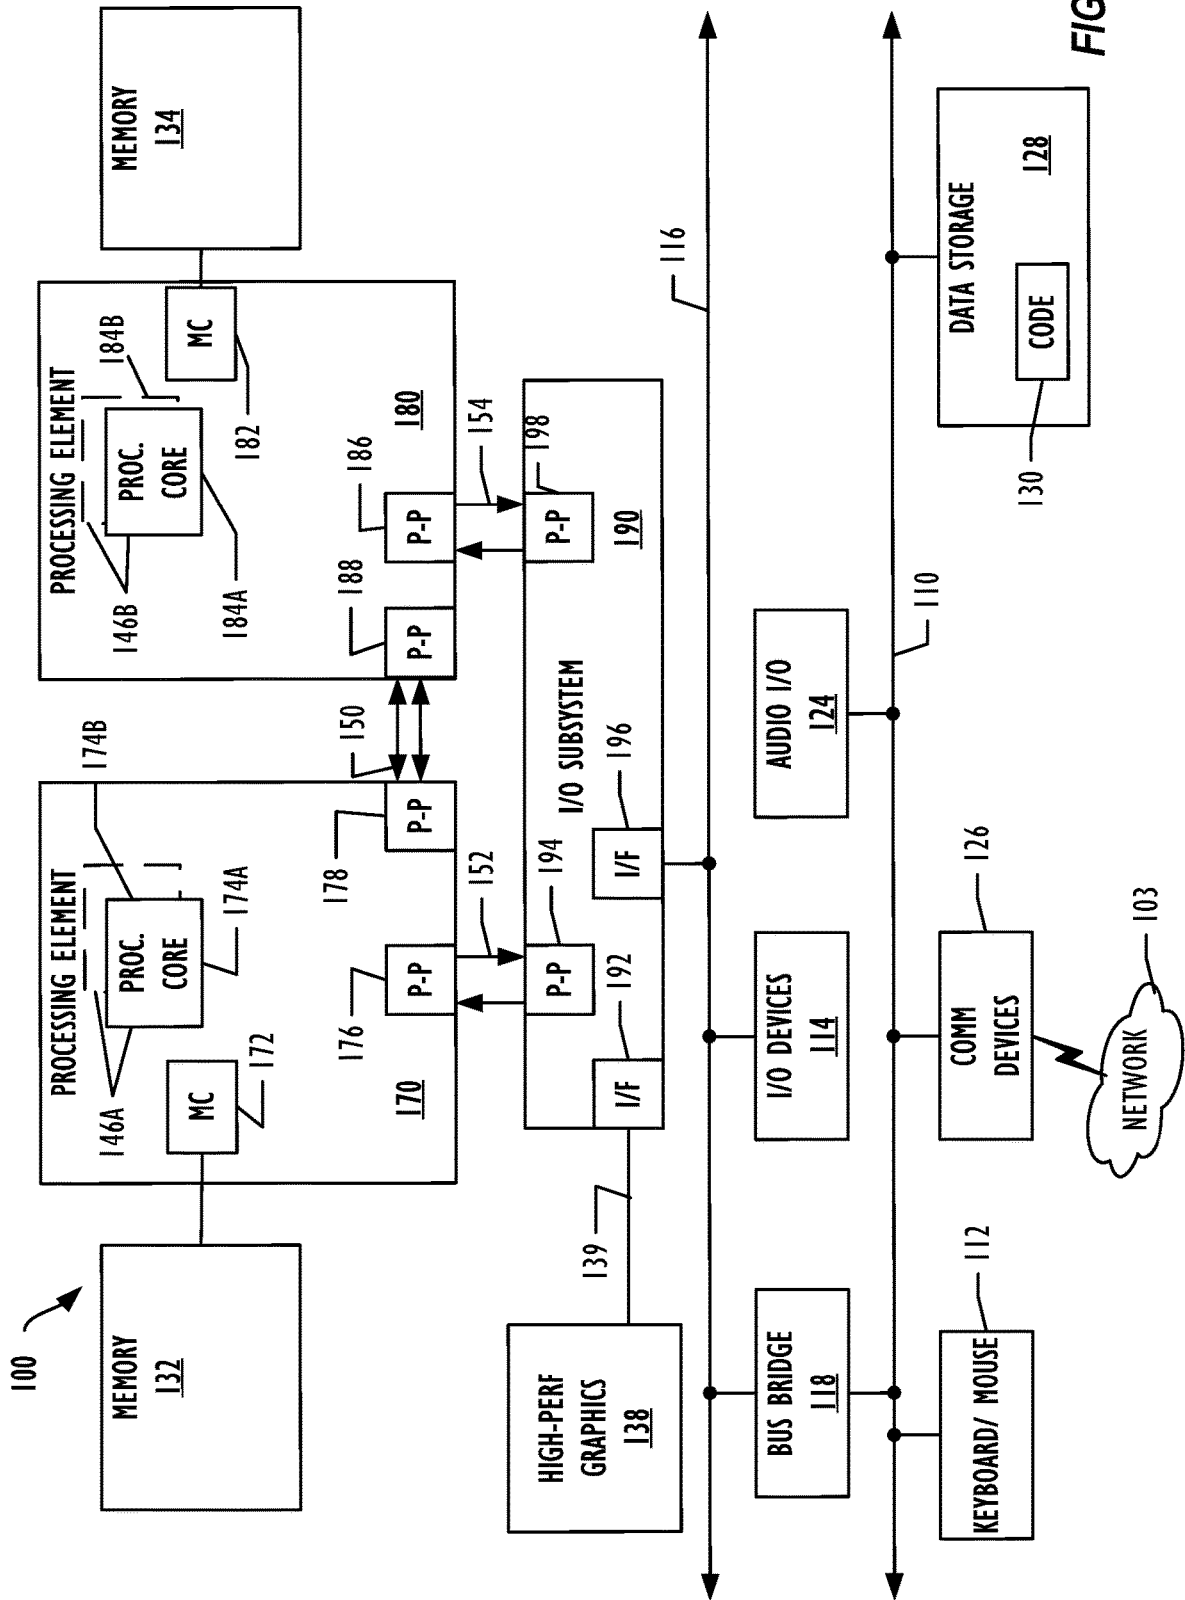 100
MEMORY
132
PROCESSING ELEMENT
146A
PROC.
CORE
174A
174B
MC
172
170
176
P-P
178
P-P
150
PROCESSING ELEMENT
146B
PROC.
CORE
184A
184B
MC
182
180
188
P-P
186
P-P
MEMORY
134
152
154
HIGH-PERF
GRAPHICS
138
139
I/F
192
P-P
194
I/F
196
I/O SUBSYSTEM
P-P
198
190
116
BUS BRIDGE
118
I/O DEVICES
114
AUDIO I/O
124
110
KEYBOARD/ MOUSE
112
COMM
DEVICES
126
NETWORK
103
DATA STORAGE
128
CODE
130
FIG